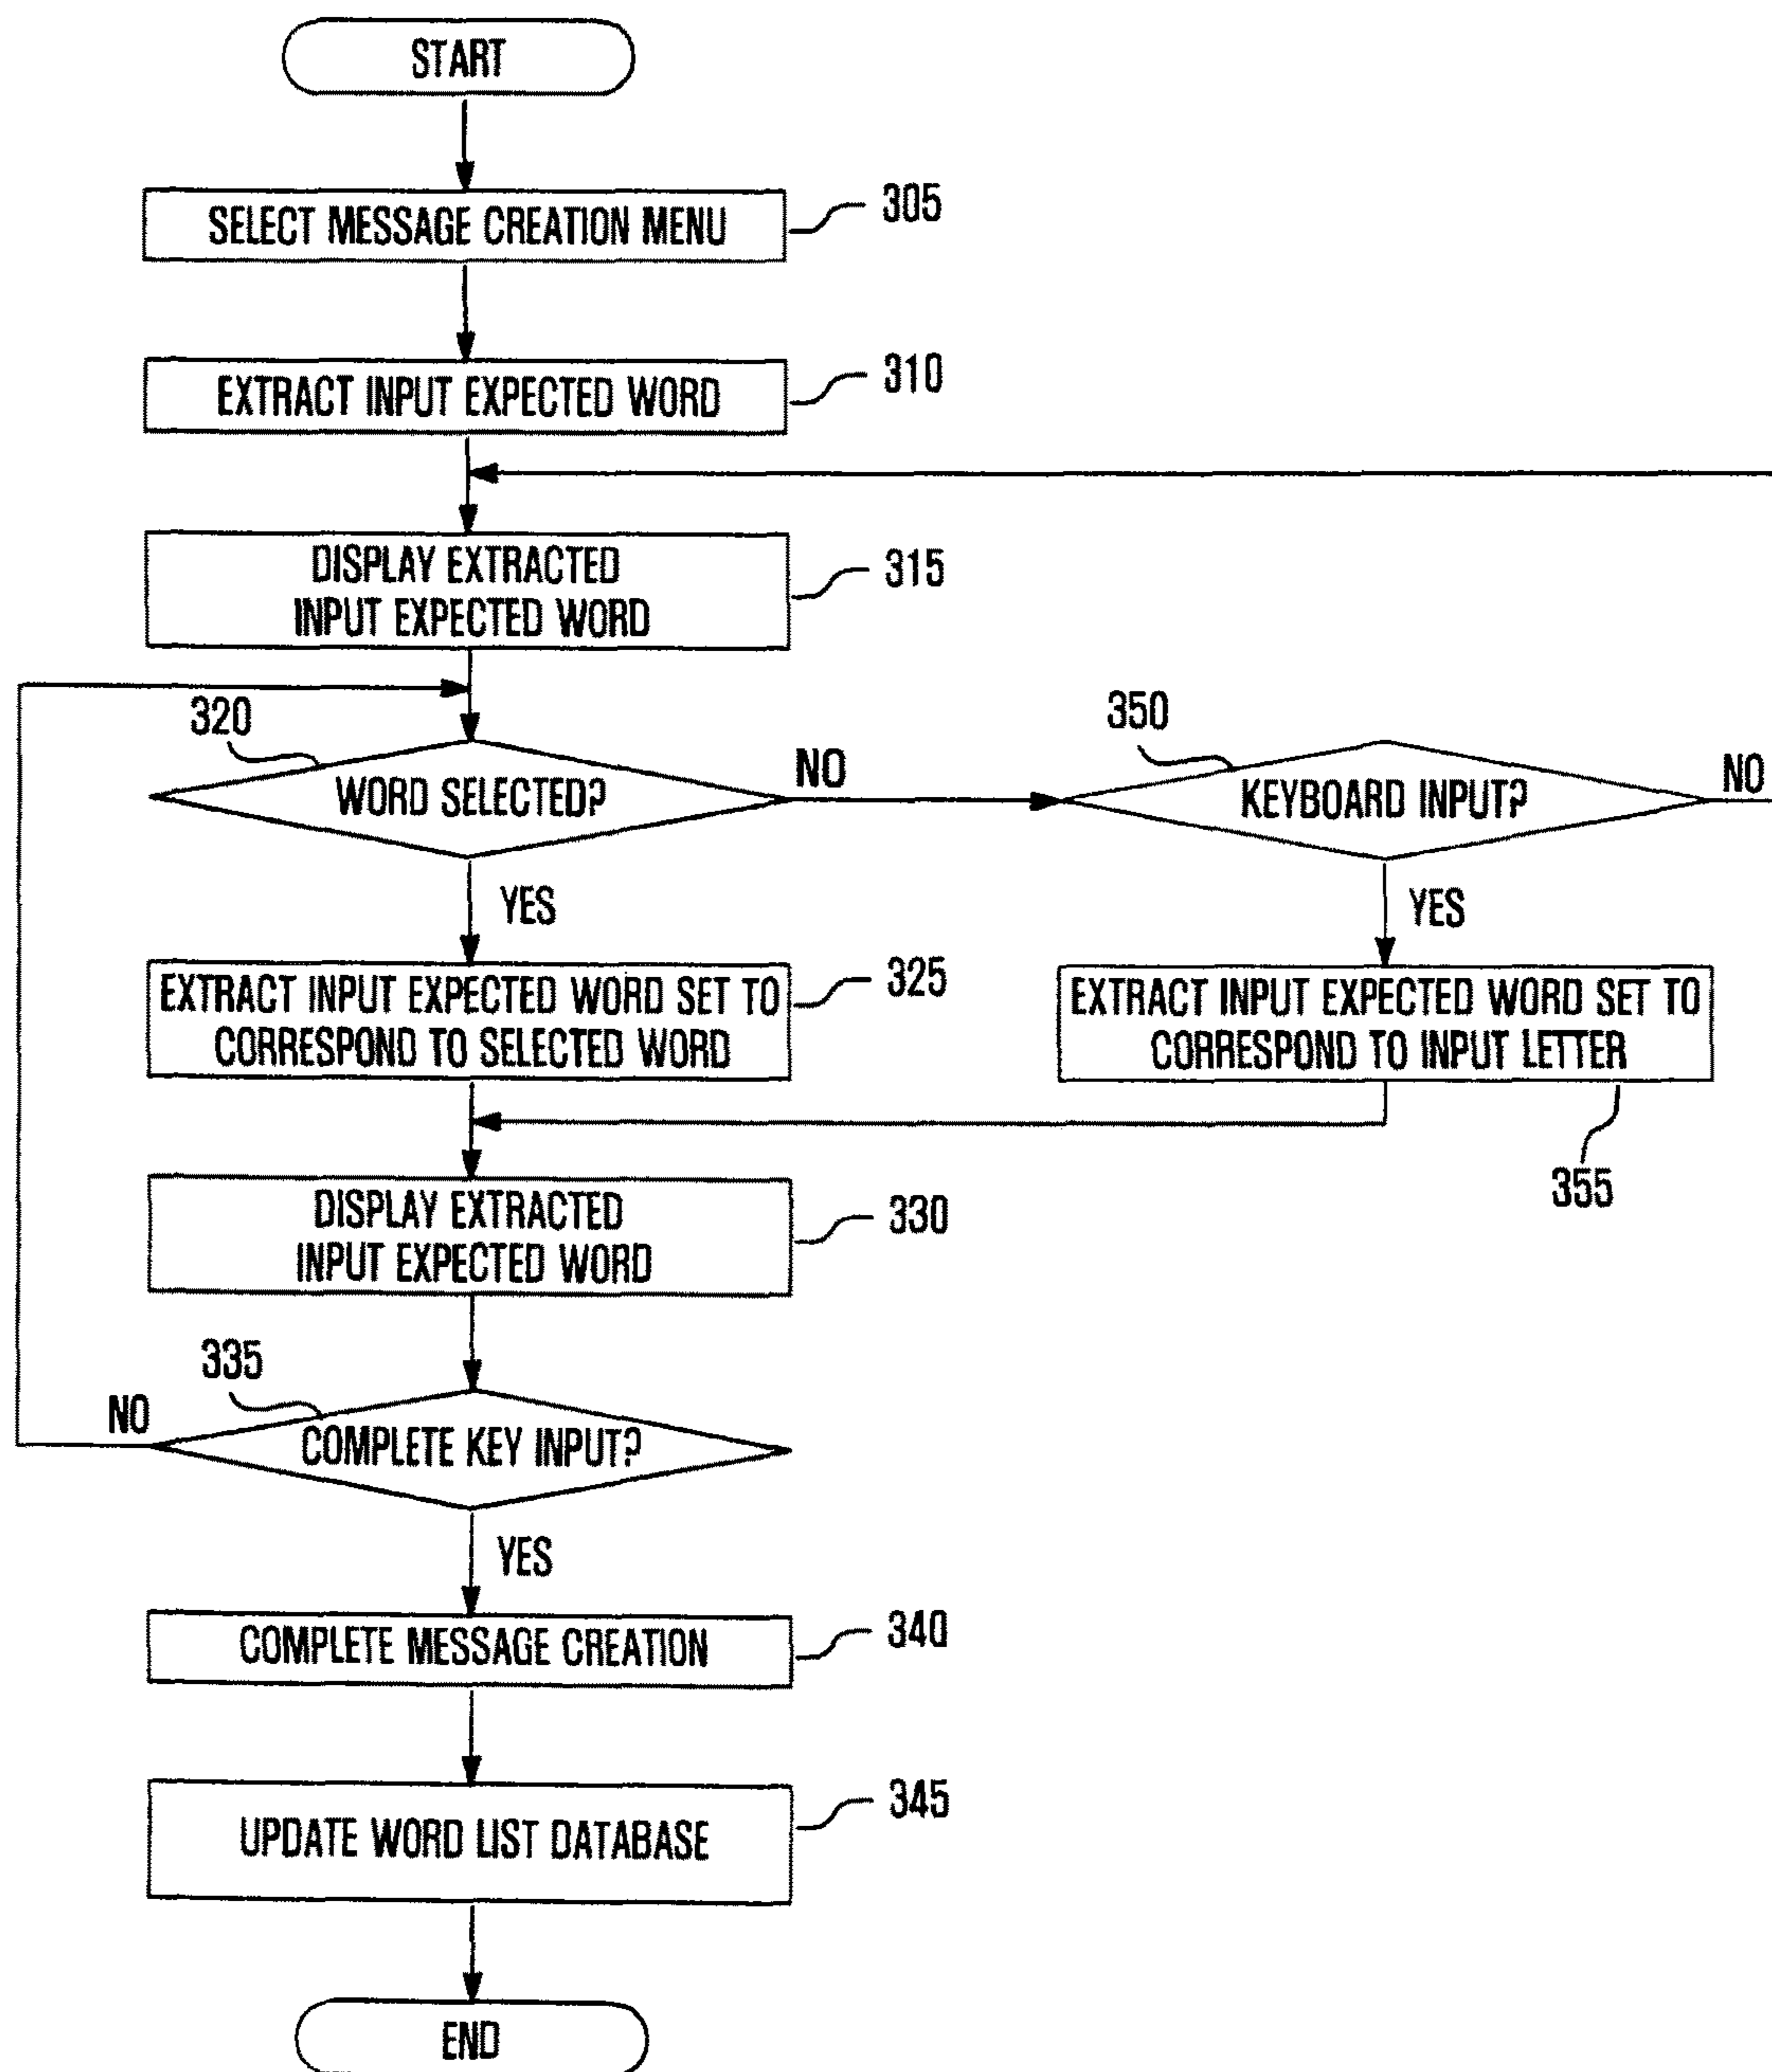 START
SELECT MESSAGE CREATION MENU
305
EXTRACT INPUT EXPECTED WORD
310
DISPLAY EXTRACTED
INPUT EXPECTED WORD
315
320
WORD SELECTED?
NO
350
KEYBOARD INPUT?
NO
YES
YES
EXTRACT INPUT EXPECTED WORD SET TO
CORRESPOND TO SELECTED WORD
325
EXTRACT INPUT EXPECTED WORD SET TO
CORRESPOND TO INPUT LETTER
355
DISPLAY EXTRACTED
INPUT EXPECTED WORD
330
335
NO
COMPLETE KEY INPUT?
YES
COMPLETE MESSAGE CREATION
340
UPDATE WORD LIST DATABASE
345
END